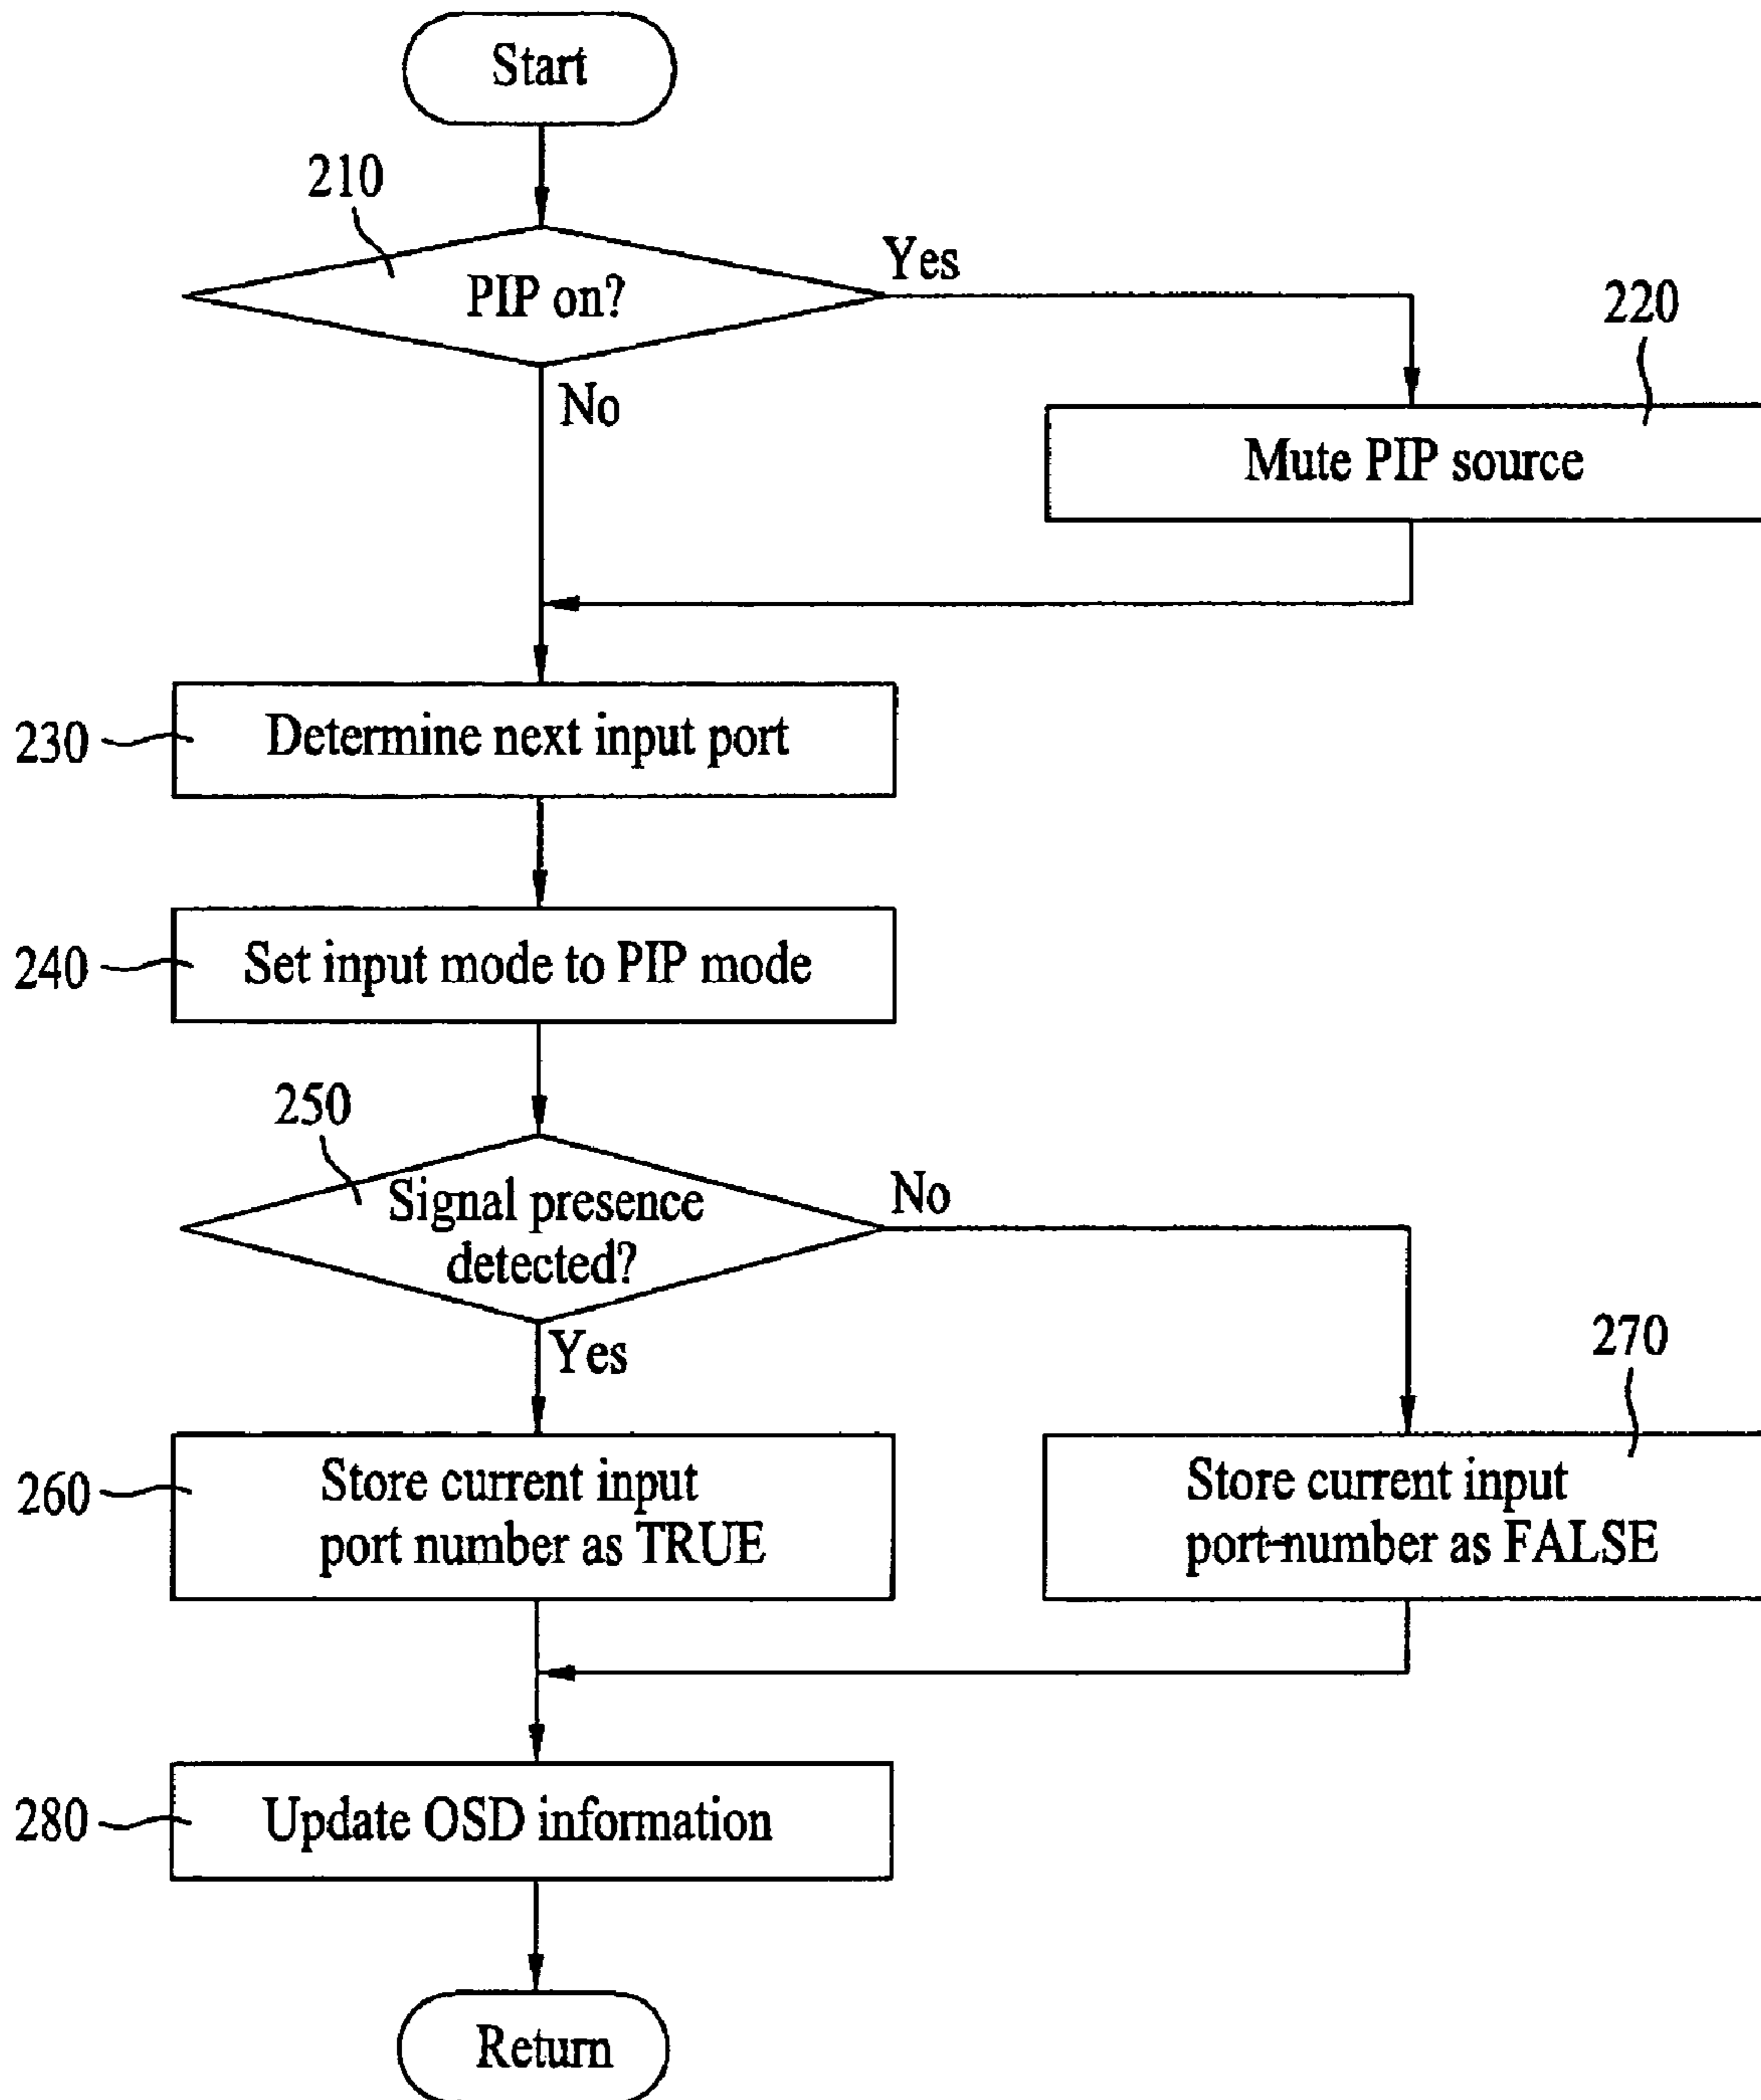 Start
210
PIP on?
Yes
220
No
Mute PIP source
230
Determine next input port
240
Set input mode to PIP mode
250
Signal presence
detected?
No
Yes
270
260
Store current input
port number as TRUE
Store current input
port-number as FALSE
280
Update OSD information
Return